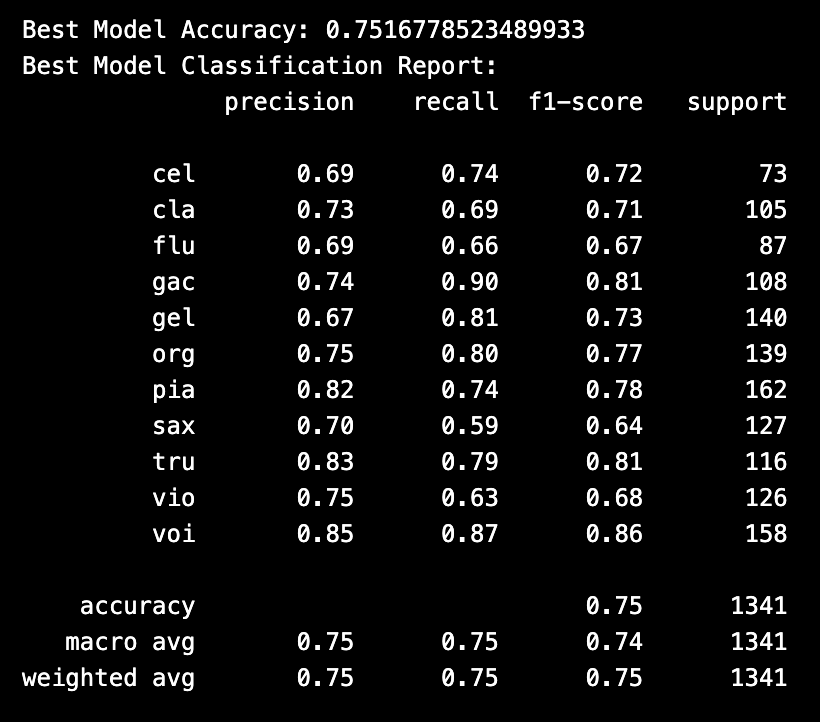 Best Model Accuracy: 0.7516778523489933
Best Model Classification Report:
precision recall f1-score support
cel 0.69 0.74 0.72 73
cla 0.73 0.69 0.71 105
flu 0.69 0.66 0.67 87
gac 0.74 0.90 0.81 108
gel 0.67 0.81 0.73 140
org 0.75 0.80 0.77 139
pia 0.82 0.74 0.78 162
sax 0.70 0.59 0.64 127
tru 0.83 0.79 0.81 116
vio 0.75 0.63 0.68 126
voi 0.85 0.87 0.86 158
accuracy 0.75 1341
macro avg 0.75 0.75 0.74 1341
weighted avg 0.75 0.75 0.75 1341